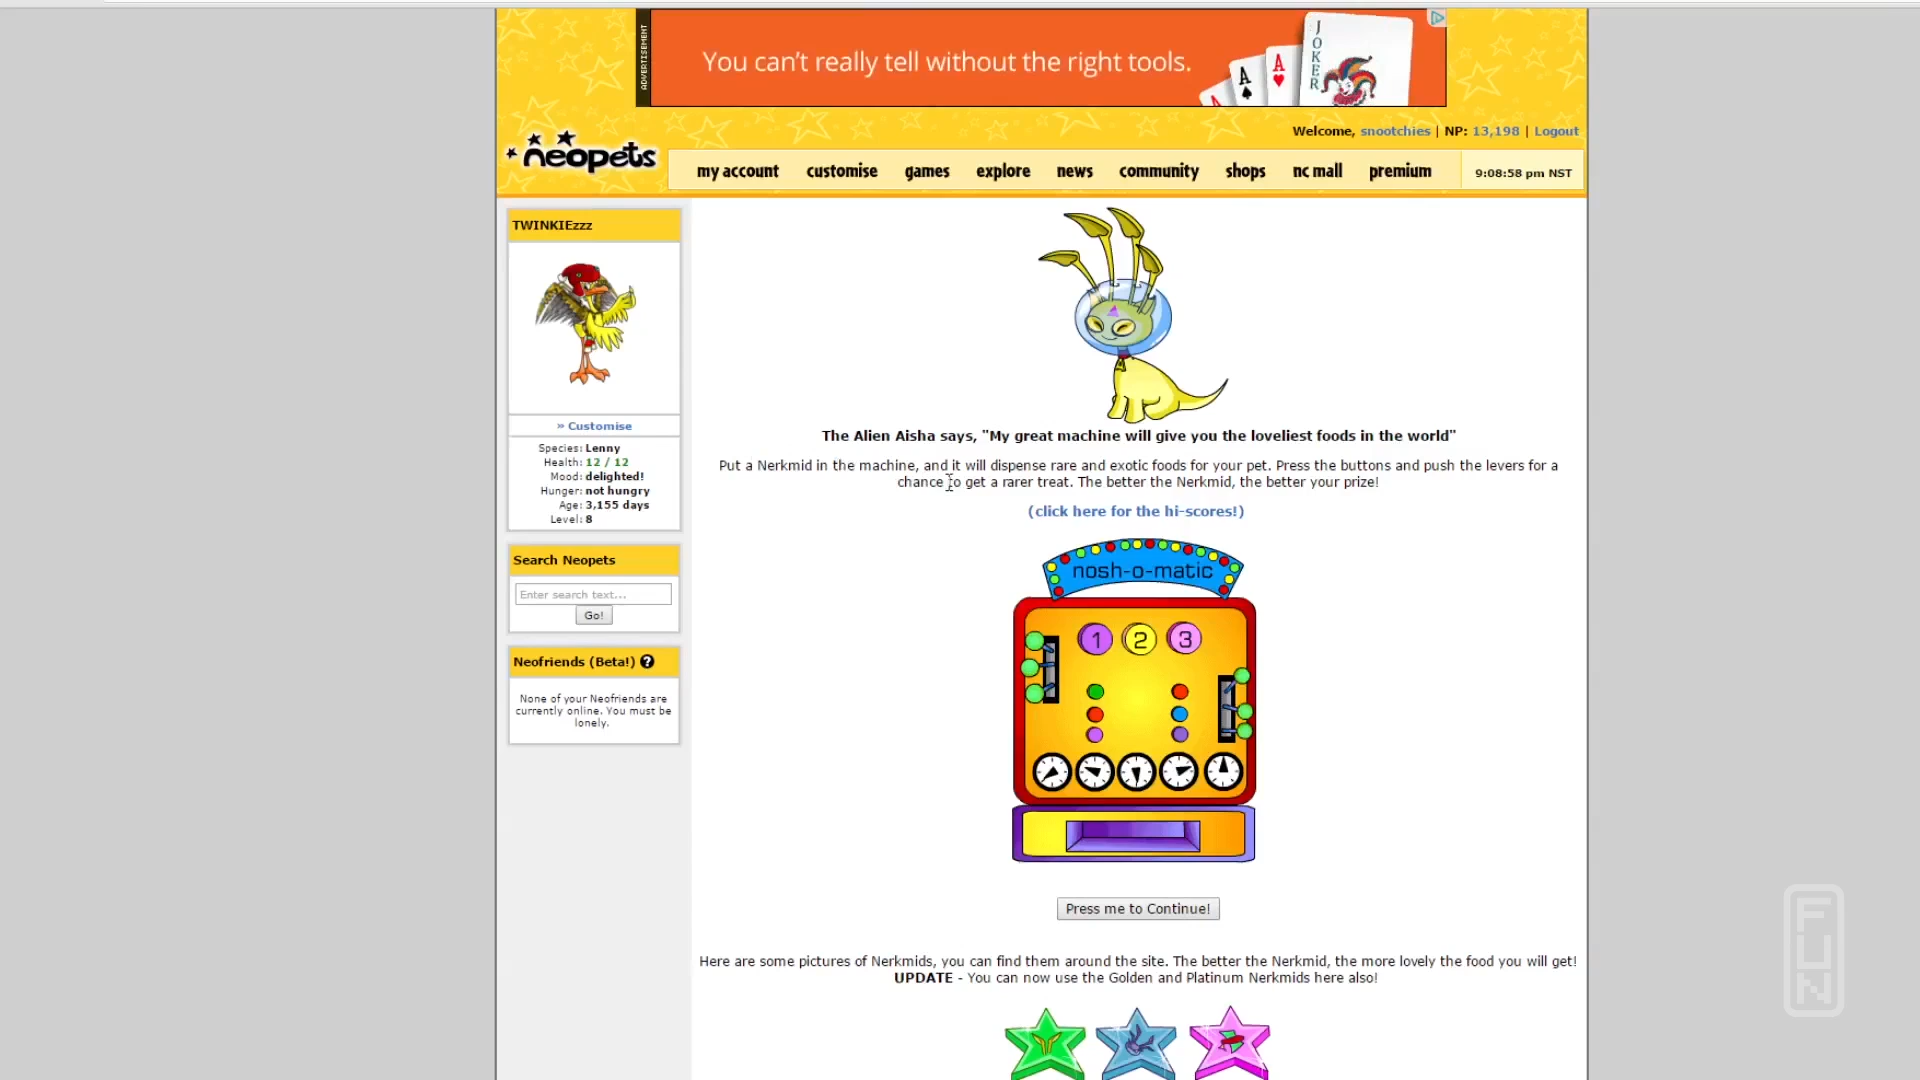 ADVERTISEMENT
You can't really tell without the right tools.
A
A
A
JOKER
Welcome, snootchies | NP: 13,198 | Logout
neopets
my account customise games explore news community shops nc mall premium 9:08:58 pm NST
TWINKIEzzz
» Customise
Species: Lenny
Health: 12 / 12
Mood: delighted!
Hunger: not hungry
Age: 3,155 days
Level: 8
Search Neopets
Enter search text...
Go!
Neofriends (Beta!) ?
None of your Neofriends are
currently online. You must be
lonely.
The Alien Aisha says, "My great machine will give you the loveliest foods in the world"
Put a Nerkmid in the machine, and it will dispense rare and exotic foods for your pet. Press the buttons and push the levers for a
chance to get a rarer treat. The better the Nerkmid, the better your prize!
(click here for the hi-scores!)
nosh-o-matic
1 2 3
Press me to Continue!
Here are some pictures of Nerkmids, you can find them around the site. The better the Nerkmid, the more lovely the food you will get!
UPDATE - You can now use the Golden and Platinum Nerkmids here also!
FUN